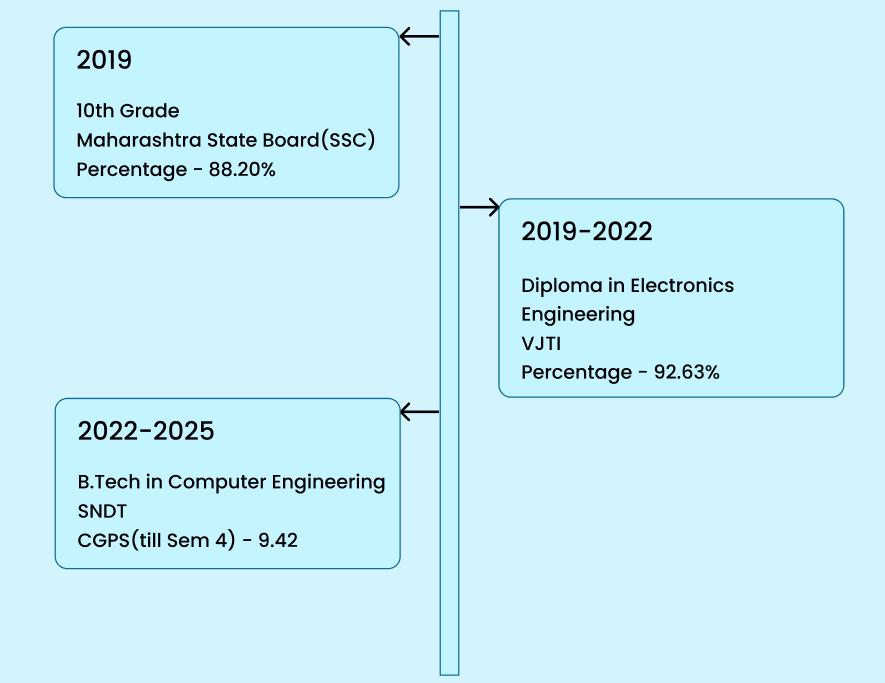 2019
10th Grade
Maharashtra State Board(SSC)
Percentage - 88.20%
2019-2022
Diploma in Electronics
Engineering
VJTI
Percentage - 92.63%
2022-2025
B.Tech in Computer Engineering
SNDT
CGPS(till Sem 4) - 9.42